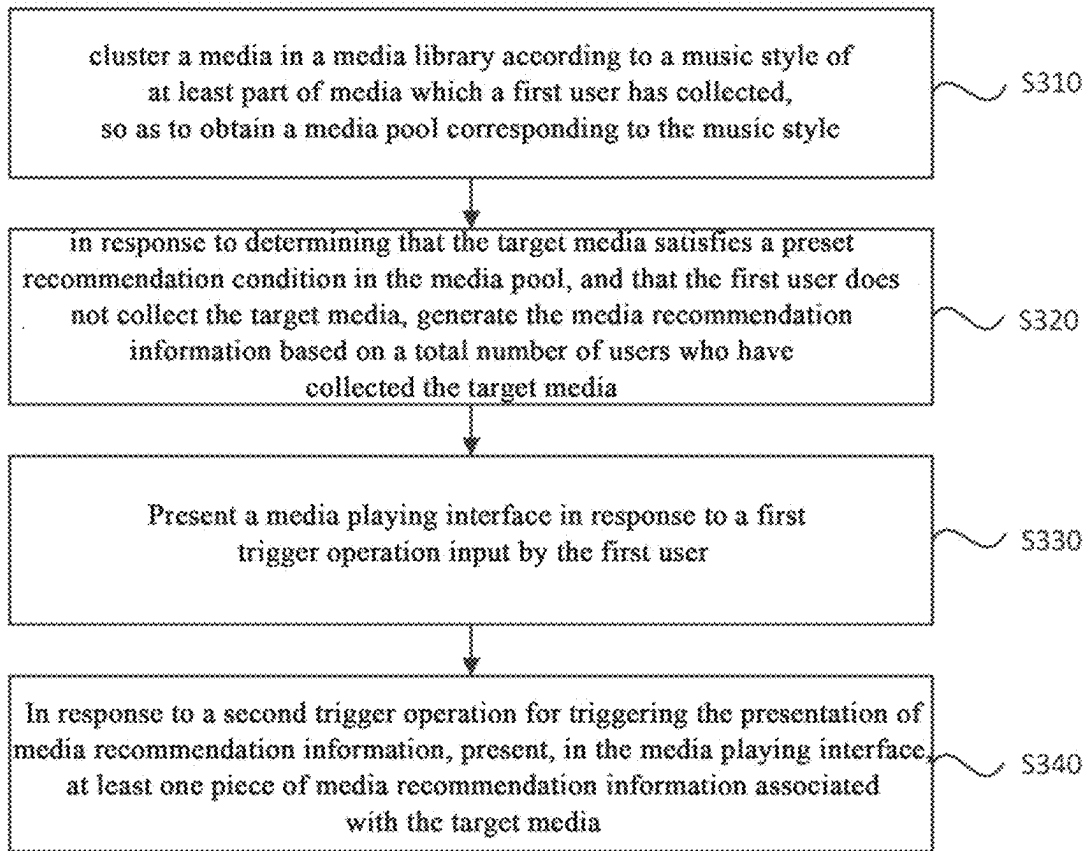 cluster a media in a media library according to a music style of
at least part of media which a first user has collected,
so as to obtain a media pool corresponding to the music style
S310
in response to determining that the target media satisfies a preset
recommendation condition in the media pool, and that the first user does
not collect the target media, generate the media recommendation
information based on a total number of users who have
collected the target media
S320
Present a media playing interface in response to a first
trigger operation input by the first user
S330
In response to a second trigger operation for triggering the presentation of
media recommendation information, present, in the media playing interface,
at least one piece of media recommendation information associated
with the target media
S340